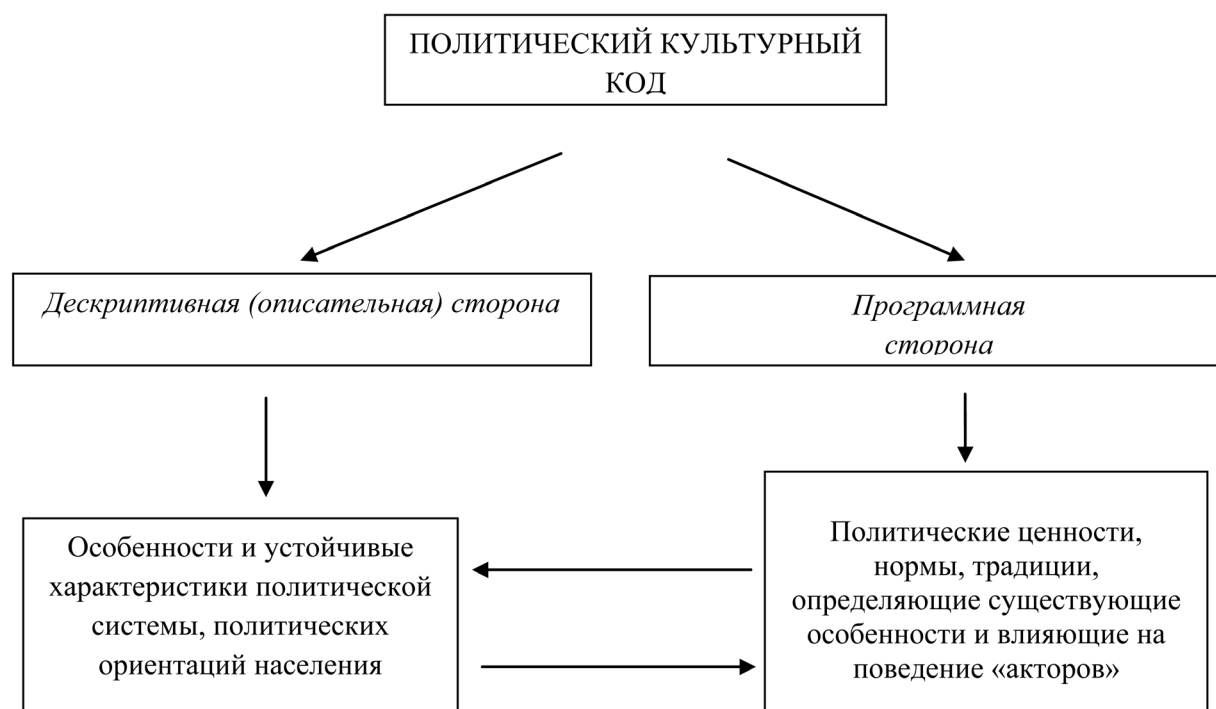 ПОЛИТИЧЕСКИЙ КУЛЬТУРНЫЙ
КОД
Дескриптивная (описательная) сторона
Программная
сторона
Особенности и устойчивые
характеристики политической
системы, политических
ориентаций населения
Политические ценности,
нормы, традиции,
определяющие существующие
особенности и влияющие на
поведение «акторов»